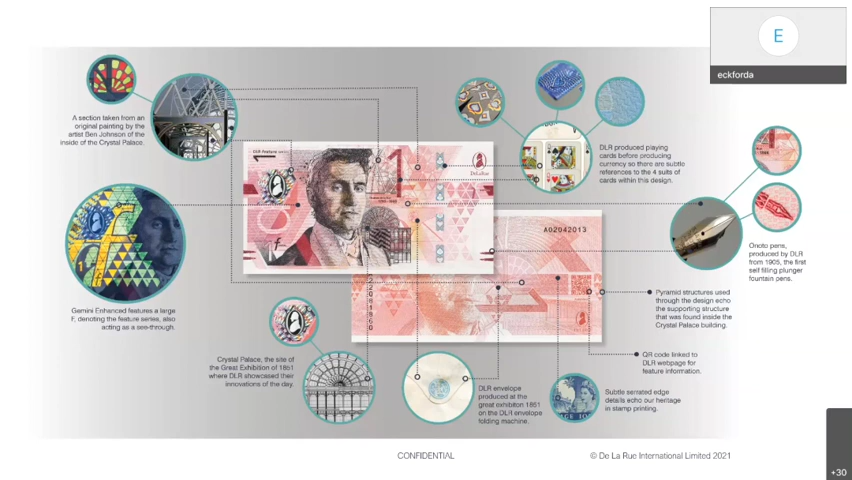 E
eckforda
A section taken from an
original painting by the
artist Ben Johnson of the
inside of the Crystal Palace.
DLR produced playing
cards before producing
currency so there are subtle
references to the 4 suits of
cards within this design.
DLR Feature
1
1
DeLaRue
A02042013
Onoto pens,
produced by DLR
from 1905, the first
self filling plunger
fountain pens.
Gemini Enhanced features a large
F, denoting the feature series, also
acting as a see-through.
Pyramid structures used
through the design echo
the supporting structure
that was found inside the
Crystal Palace building.
QR code linked to
DLR webpage for
feature information.
Crystal Palace, the site of
the Great Exhibition of 1851
where DLR showcased their
innovations of the day.
DLR envelope
produced at the
great exhibiton 1851
on the DLR envelope
folding machine.
Subtle serrated edge
details echo our heritage
in stamp printing.
CONFIDENTIAL
© De La Rue International Limited 2021
+30